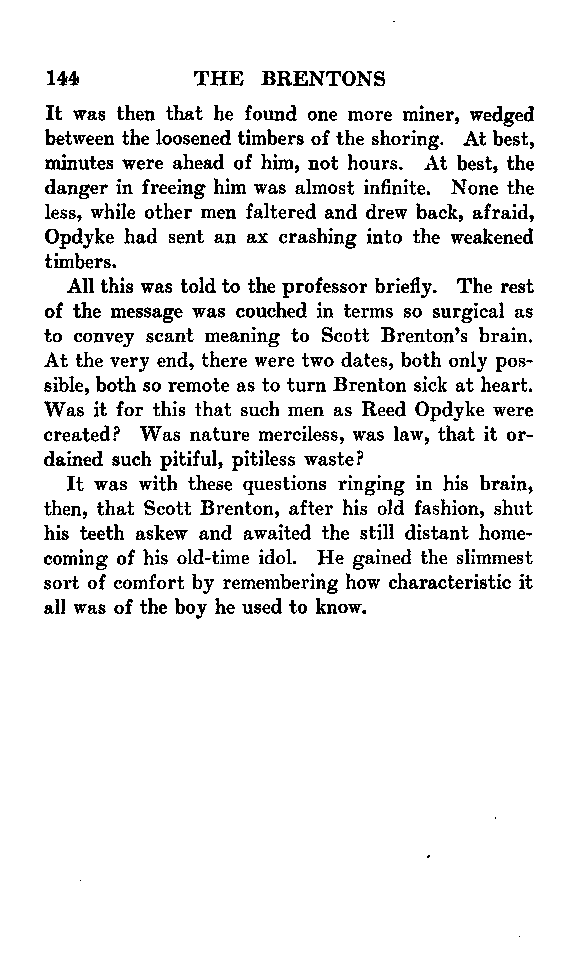 144 THE BRENTONS
It was then that he found one more miner, wedged
between the loosened timbers of the shoring. At best,
minutes were ahead of him, not hours. At best, the
danger in freeing him was almost infinite. None the
less, while other men faltered and drew back, afraid,
Opdyke had sent an ax crashing into the weakened
timbers.
All this was told to the professor briefly. The rest
of the message was couched in terms so surgical as
to convey scant meaning to Scott Brenton's brain.
At the very end, there were two dates, both only pos-
sible, both so remote as to turn Brenton sick at heart.
Was it for this that such men as Reed Opdyke were
created? Was nature merciless, was law, that it or-
dained such pitiful, pitiless waste?
It was with these questions ringing in his brain,
then, that Scott Brenton, after his old fashion, shut
his teeth askew and awaited the still distant home-
coming of his old-time idol. He gained the slimmest
sort of comfort by remembering how characteristic it
all was of the boy he used to know.